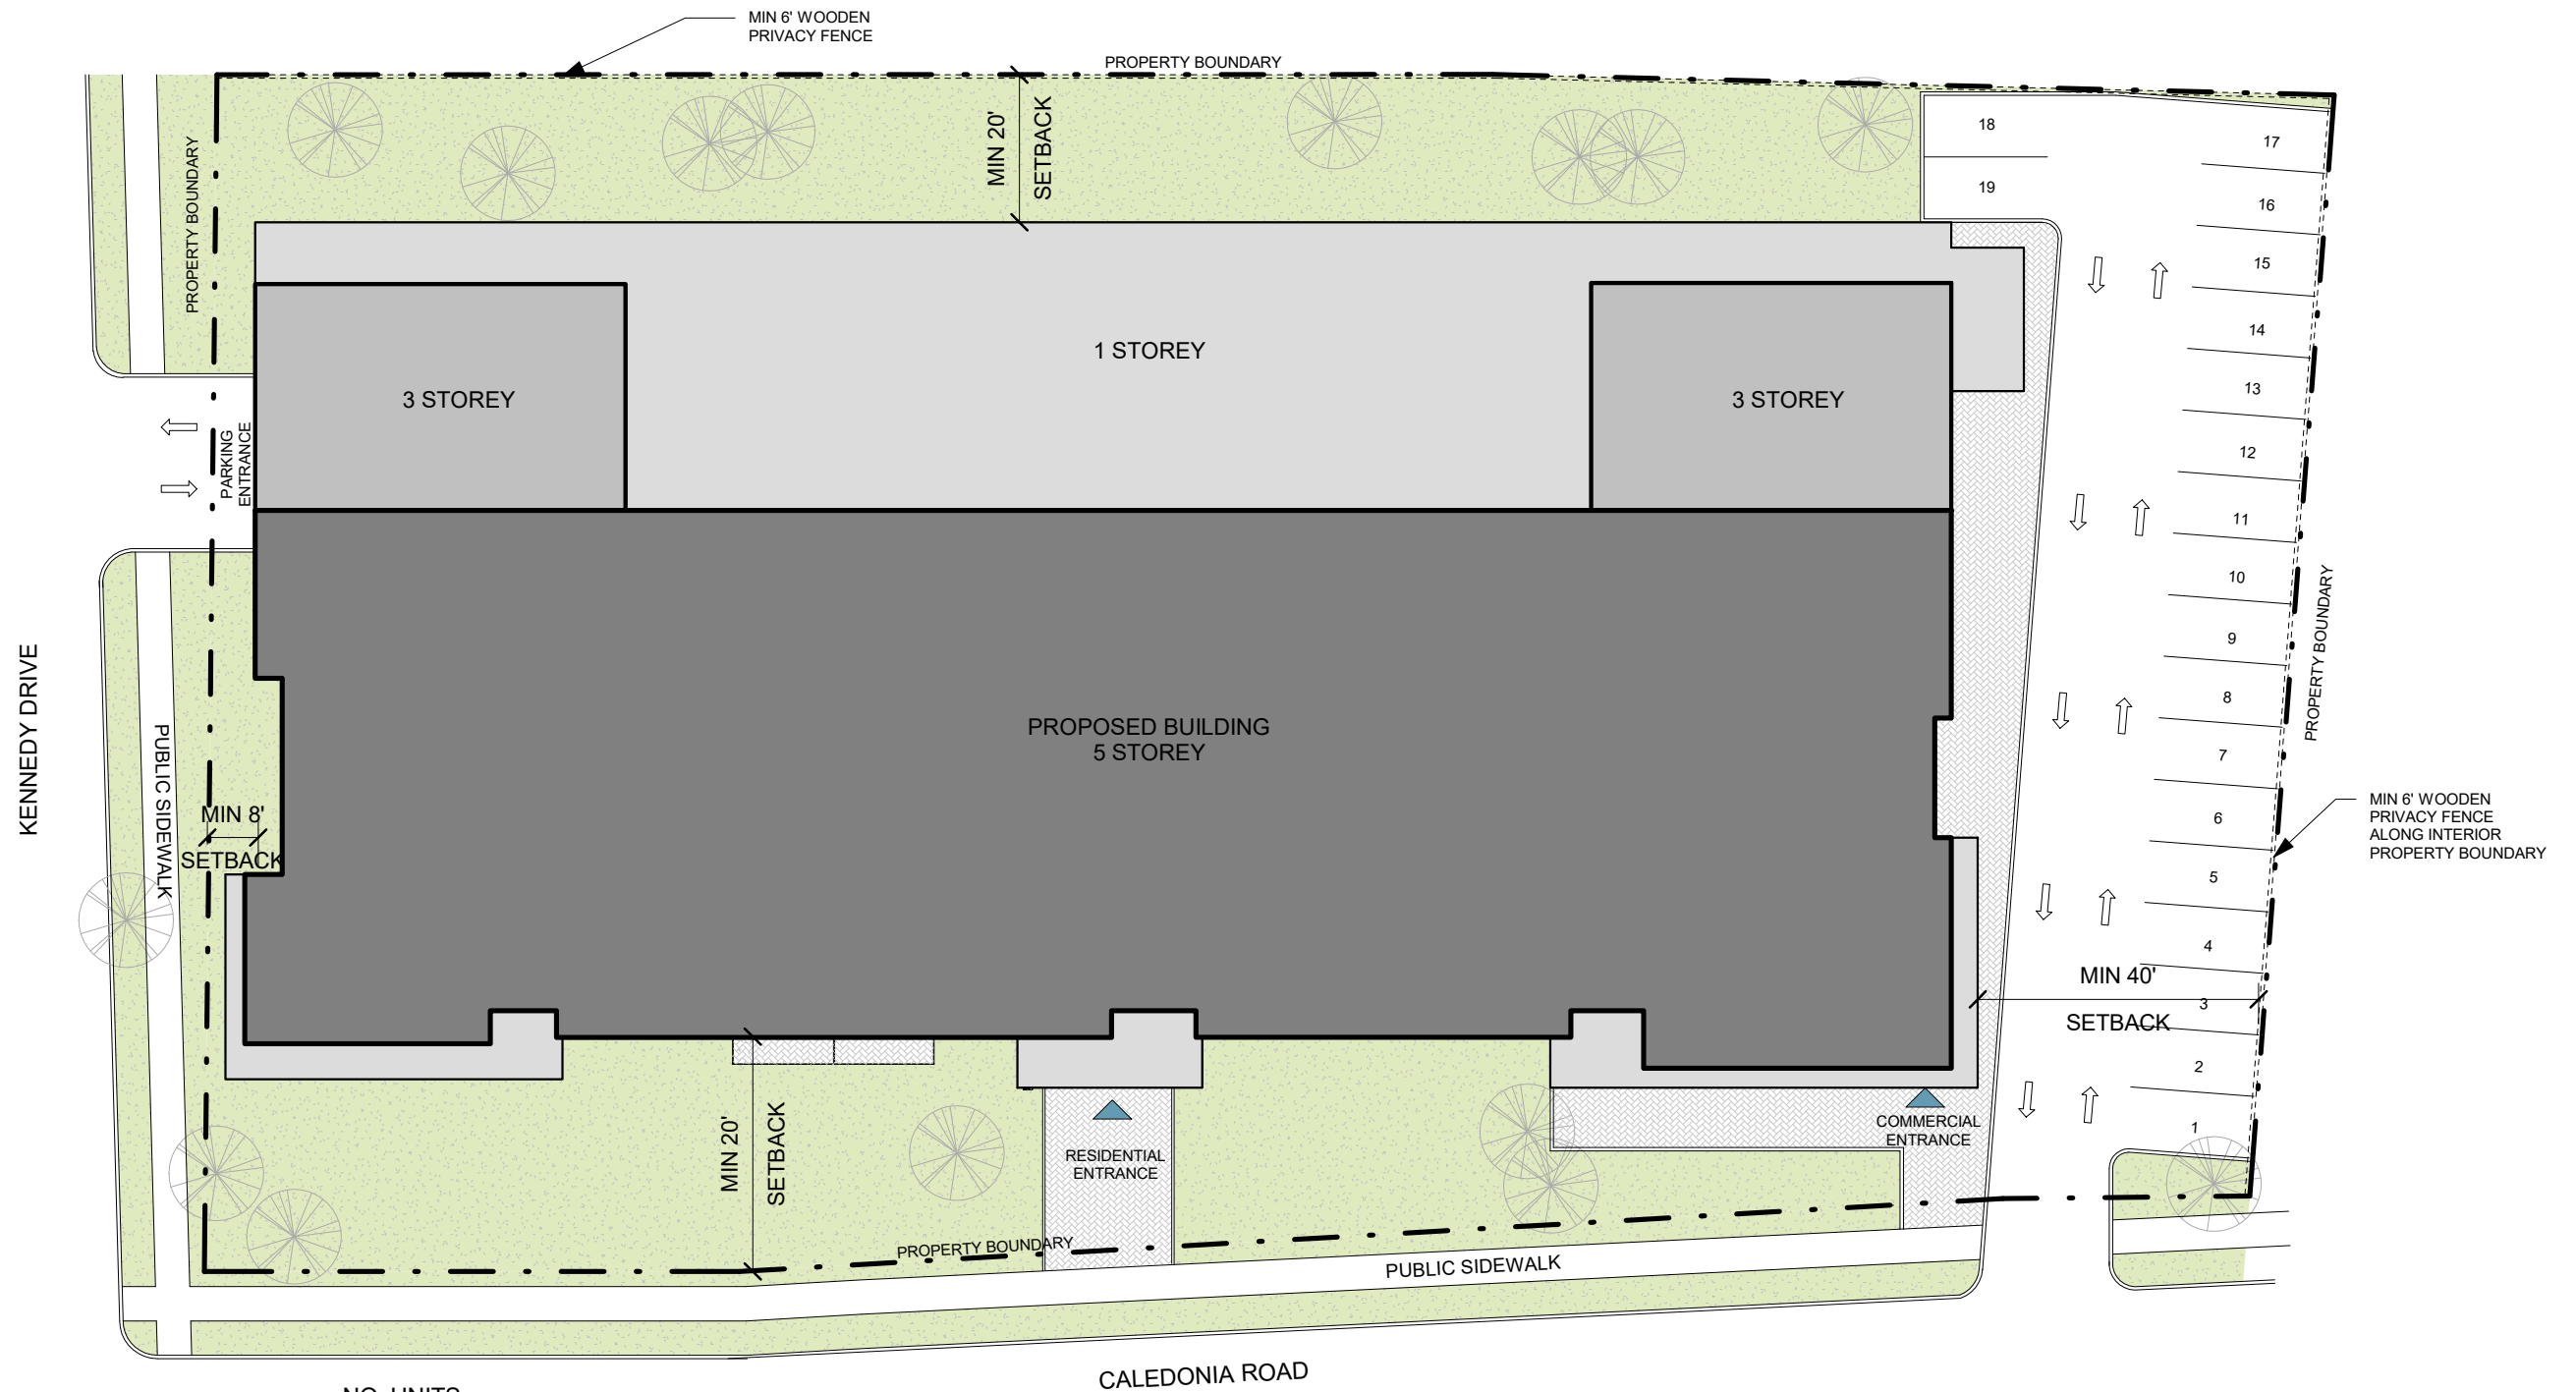 MIN 6' WOODEN
PRIVACY FENCE
PROPERTY BOUNDARY
PROPERTY BOUNDARY
MIN 20'
SETBACK
18
19
17
16
15
14
13
12
11
10
9
8
7
6
5
4
3
2
1
1 STOREY
3 STOREY
3 STOREY
PARKING
ENTRANCE
PROPOSED BUILDING
5 STOREY
KENNEDY DRIVE
PUBLIC SIDEWALK
MIN 8'
SETBACK
PROPERTY BOUNDARY
MIN 6' WOODEN
PRIVACY FENCE
ALONG INTERIOR
PROPERTY BOUNDARY
MIN 40'
SETBACK
MIN 20'
SETBACK
RESIDENTIAL
ENTRANCE
COMMERCIAL
ENTRANCE
PROPERTY BOUNDARY
PUBLIC SIDEWALK
CALEDONIA ROAD
NO. UNITS